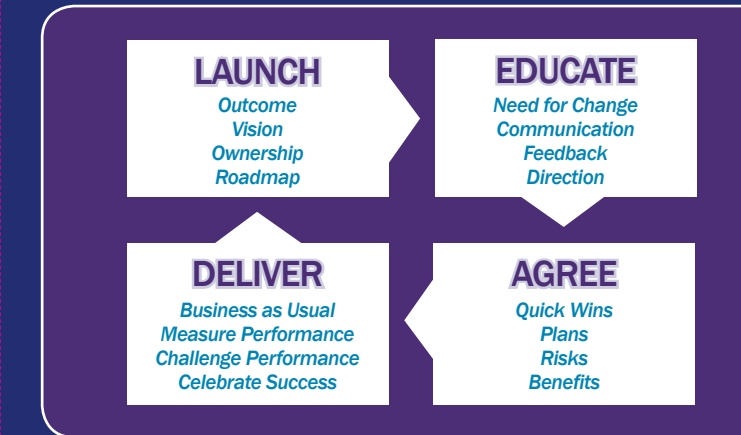 LAUNCH
Outcome
Vision
Ownership
Roadmap
EDUCATE
Need for Change
Communication
Feedback
Direction
DELIVER
Business as Usual
Measure Performance
Challenge Performance
Celebrate Success
AGREE
Quick Wins
Plans
Risks
Benefits